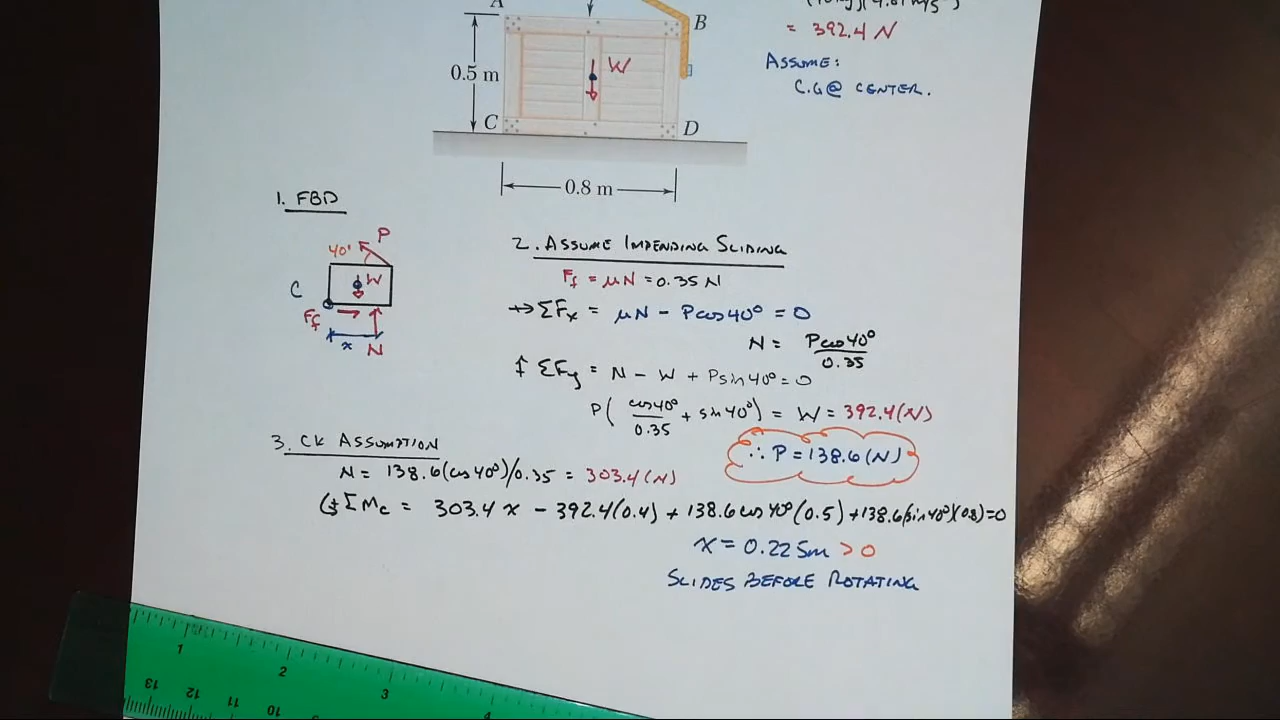 A
B
= 392.4 N
W
0.5 m
ASSUME:
C.G @ CENTER.
C
D
0.8 m
1. FBD
P
40°
W
C
Ff
x
N
2. ASSUME IMPENDING SLIDING
Ff = μN = 0.35 N
→ ΣFx = μN - Pcos40° = 0
N = Pcos40° / 0.35
↑ ΣFy = N - W + Psin40° = 0
P( cos40° / 0.35 + sin40° ) = W = 392.4(N)
∴ P = 138.6 (N)
3. CK ASSUMPTION
N = 138.6(cos40°)/0.35 = 303.4(N)
ΣMc = 303.4 x - 392.4(0.4) + 138.6cos40°(0.5) + 138.6(sin40°)(0.8)=0
x = 0.225m > 0
SLIDES BEFORE ROTATING
1
2
3
4
13
12
11
10